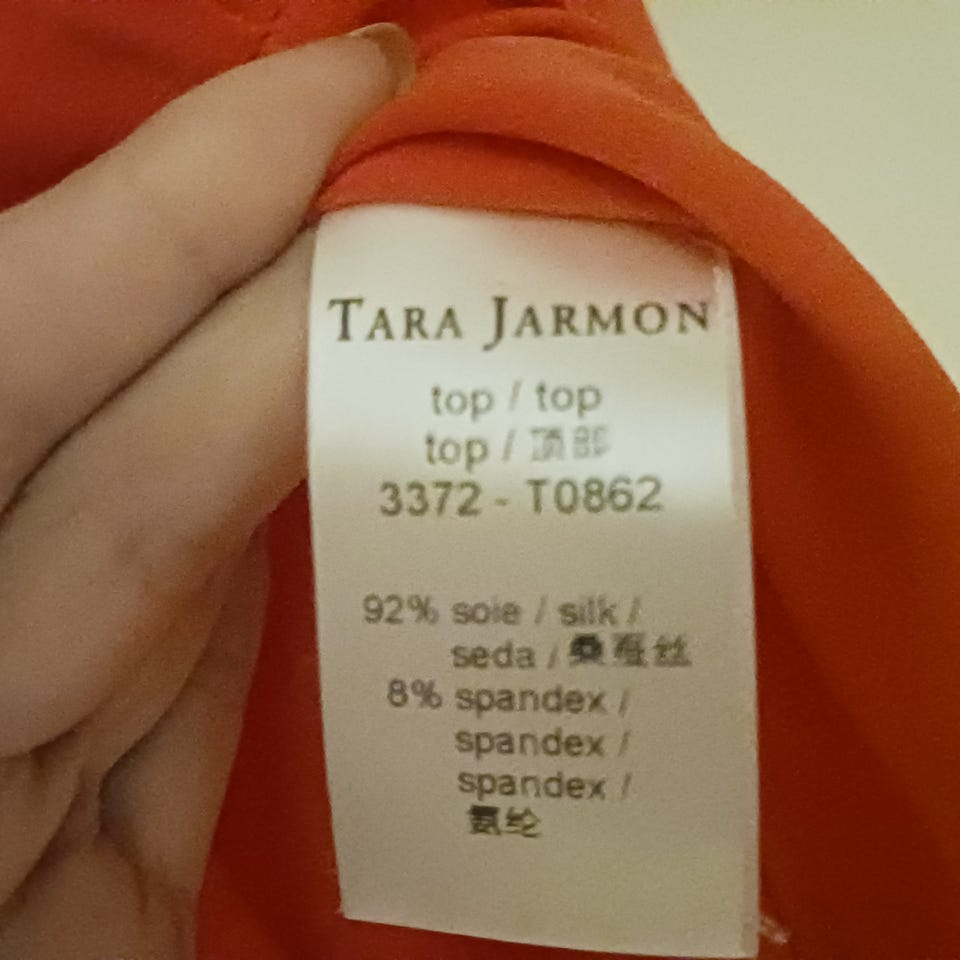 TARA JARMON
top / top
top / 顶部
3372 - T0862
92% soie / silk /
seda / 桑蚕丝
8% spandex /
spandex /
spandex /
氨纶